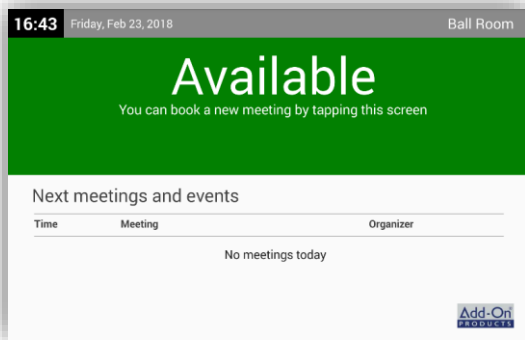 16:43 Friday, Feb 23, 2018 Ball Room
Available
You can book a new meeting by tapping this screen
Next meetings and events
Time Meeting Organizer
No meetings today
Add-On
PRODUCTS